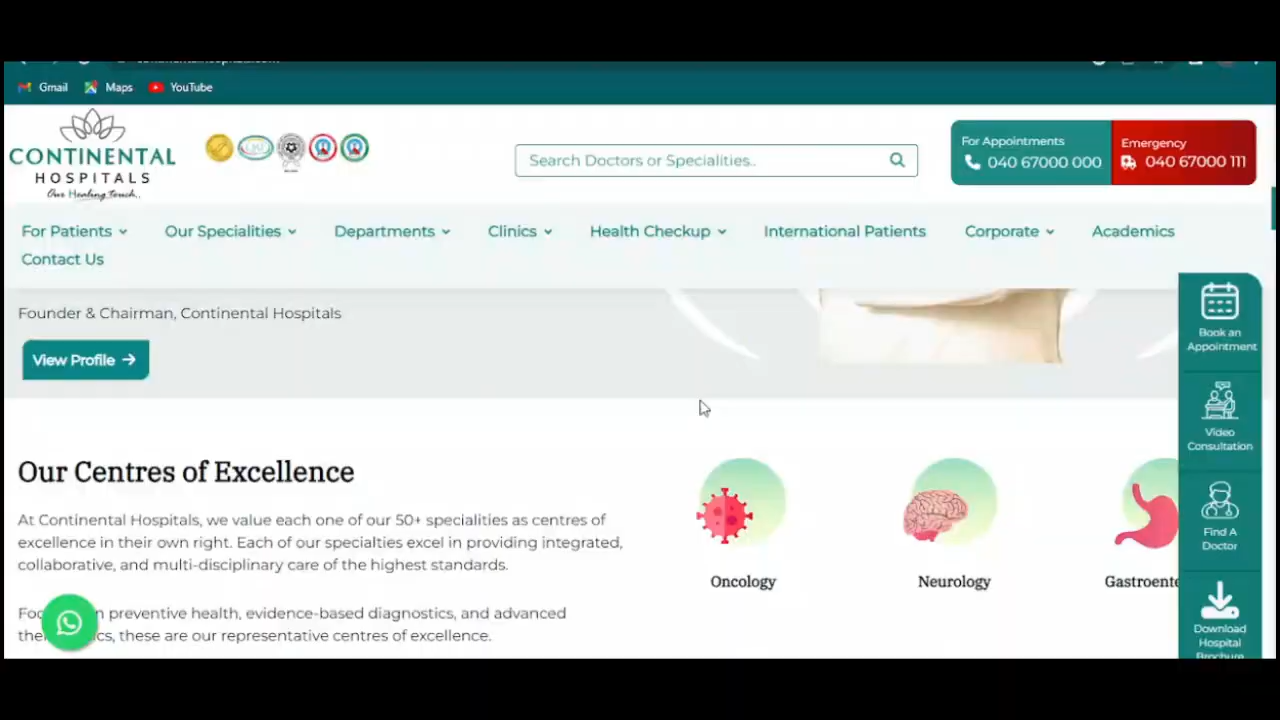 Gmail
Maps
YouTube
CONTINENTAL
HOSPITALS
Our Healing touch..
Search Doctors or Specialities..
For Appointments
040 67000 000
Emergency
040 67000 111
For Patients
Our Specialities
Departments
Clinics
Health Checkup
International Patients
Corporate
Academics
Contact Us
Founder & Chairman, Continental Hospitals
View Profile
Book an
Appointment
Video
Consultation
Find A
Doctor
Download
Hospital
Brochure
Our Centres of Excellence
At Continental Hospitals, we value each one of our 50+ specialities as centres of
excellence in their own right. Each of our specialties excel in providing integrated,
collaborative, and multi-disciplinary care of the highest standards.
preventive health, evidence-based diagnostics, and advanced
these are our representative centres of excellence.
Oncology
Neurology
Gastroente